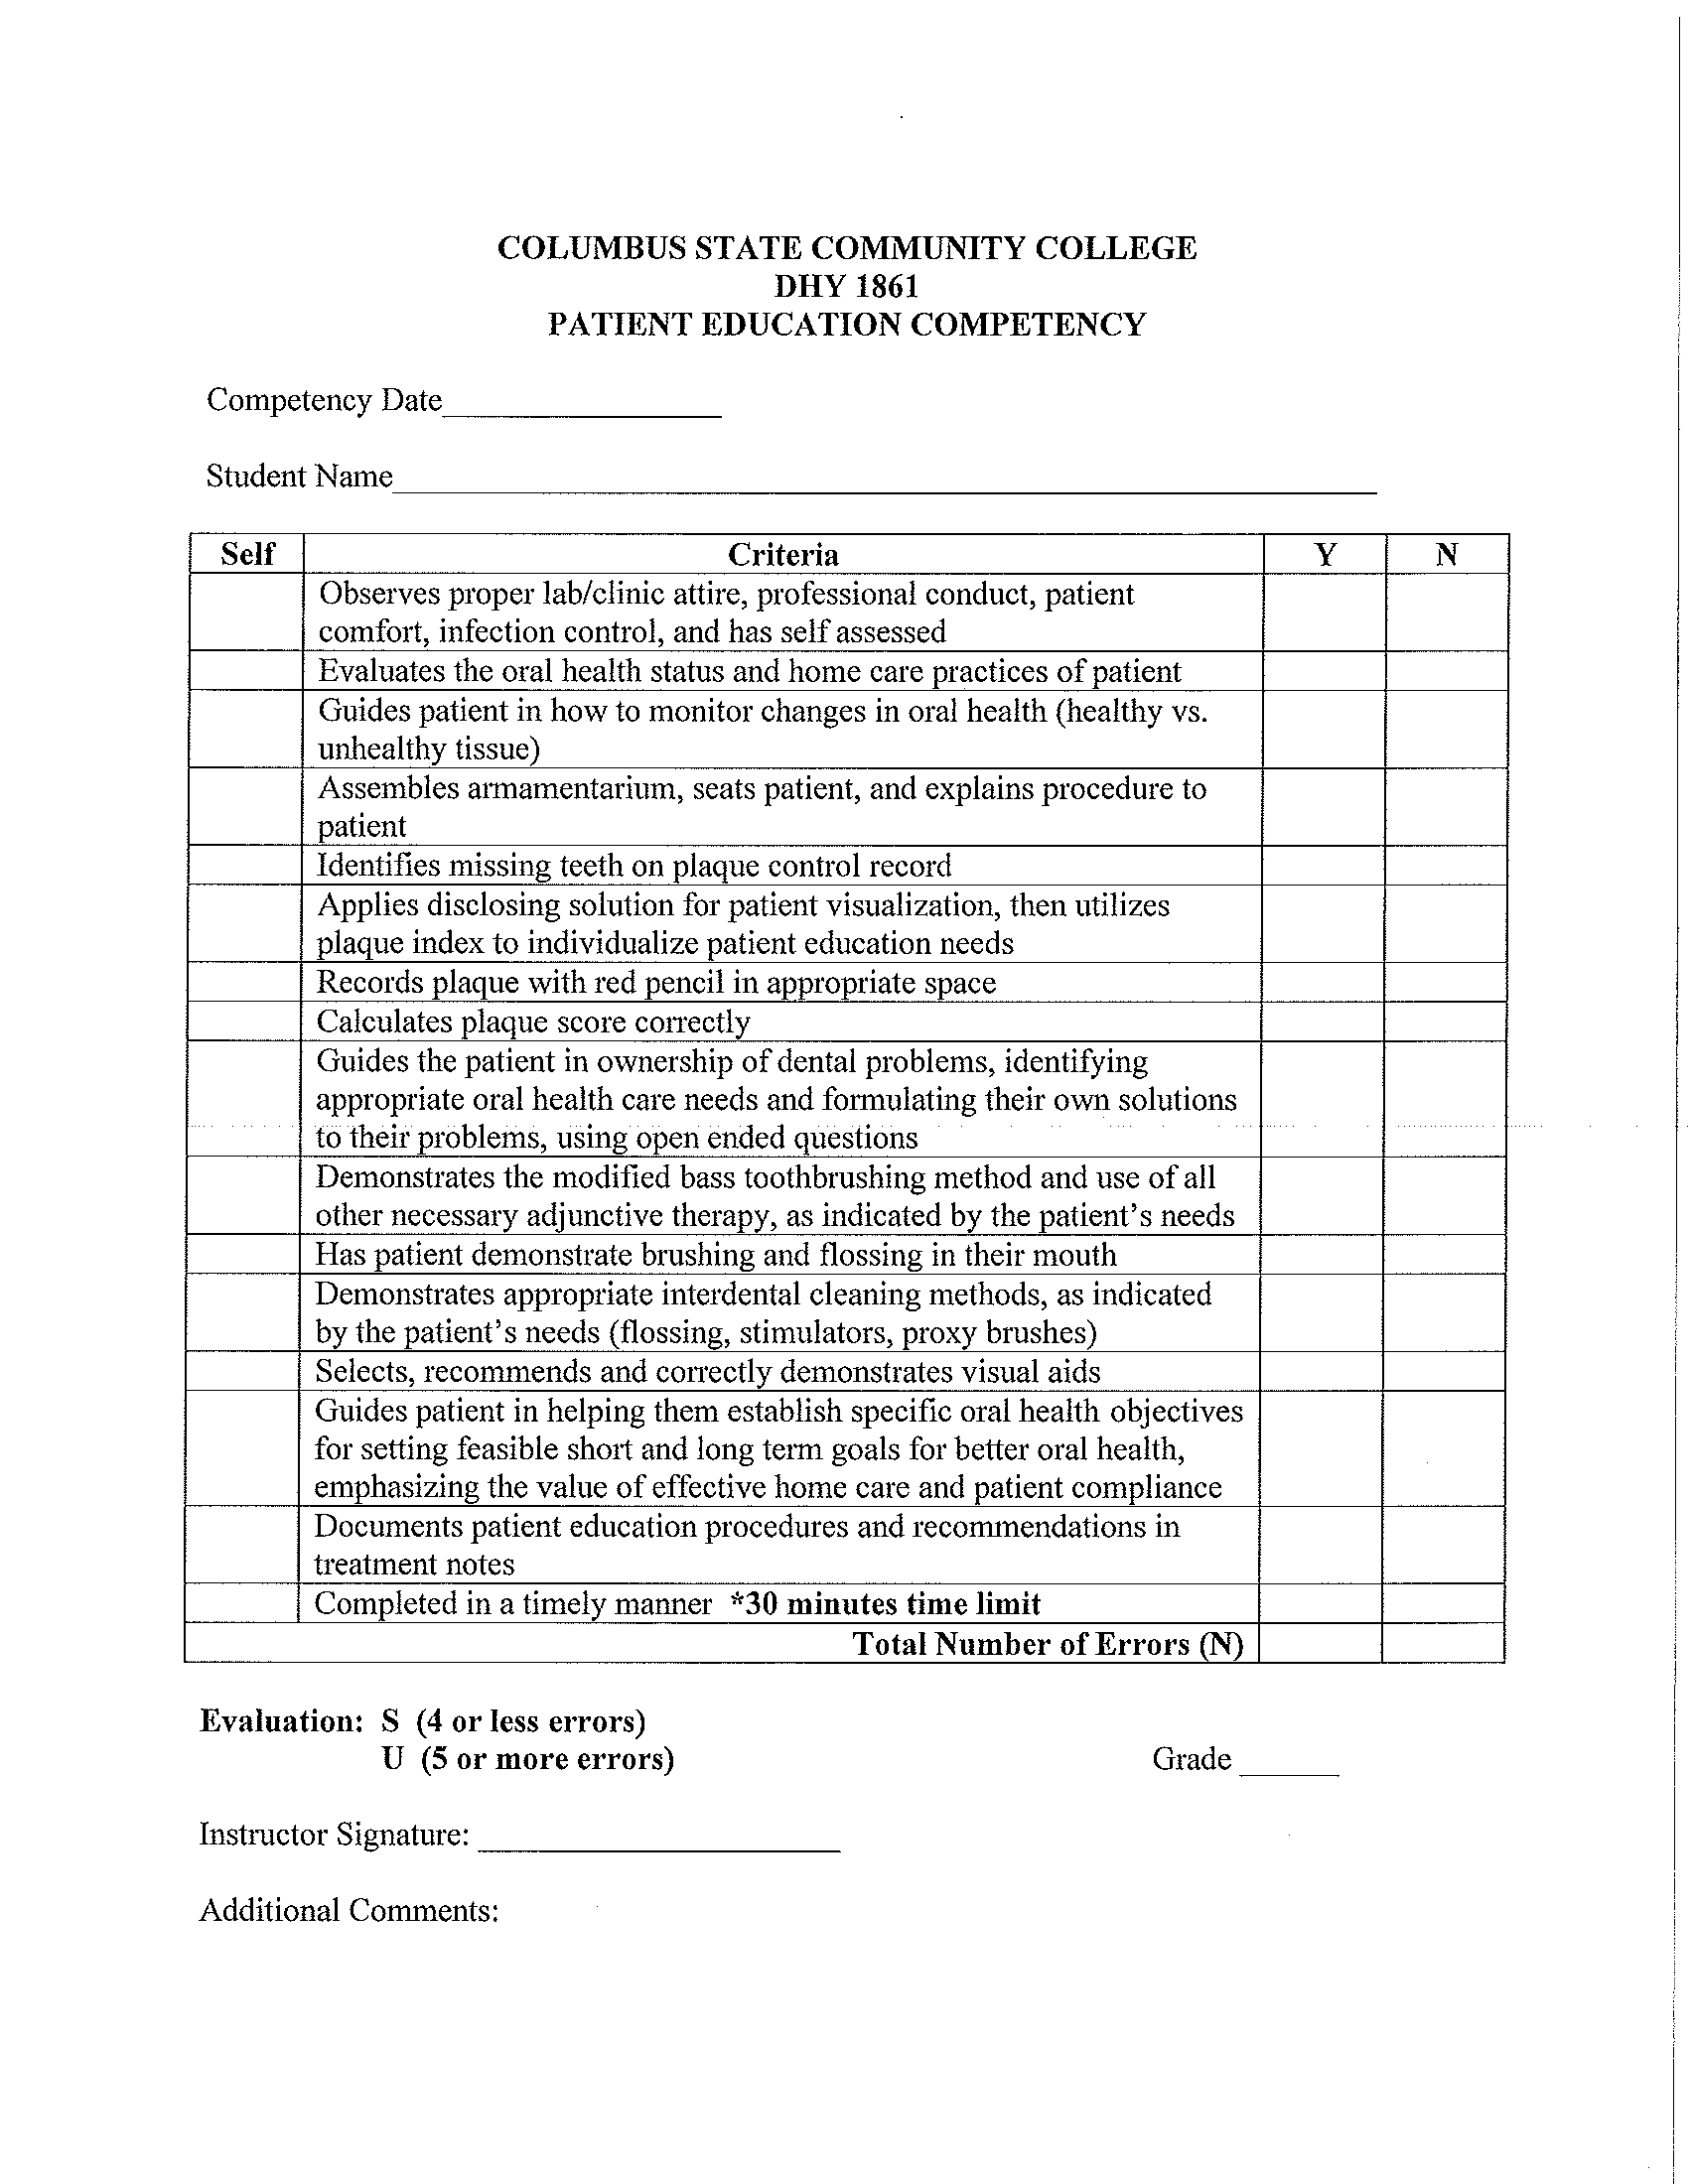 COLUMBUS STATE COMMUNITY COLLEGE
DHY 1861
PATIENT EDUCATION COMPETENCY
Competency Date
Student Name
Self Criteria Y N
Observes proper lab/clinic attire, professional conduct, patient
comfort, infection control, and has self assessed
Evaluates the oral health status and home care practices of patient
Guides patient in how to monitor changes in oral health (healthy vs.
unhealthy tissue)
Assembles armamentarium, seats patient, and explains procedure to
patient
Identifies missing teeth on plaque control record
Applies disclosing solution for patient visualization, then utilizes
plaque index to individualize patient education needs
Records plaque with red pencil in appropriate space
Calculates plaque score correctly
Guides the patient in ownership of dental problems, identifying
appropriate oral health care needs and formulating their own solutions
to their problems, using open ended questions
Demonstrates the modified bass toothbrushing method and use of all
other necessary adjunctive therapy, as indicated by the patient's needs
Has patient demonstrate brushing and flossing in their mouth
Demonstrates appropriate interdental cleaning methods, as indicated
by the patient's needs (flossing, stimulators, proxy brushes)
Selects, recommends and correctly demonstrates visual aids
Guides patient in helping them establish specific oral health objectives
for setting feasible short and long term goals for better oral health,
emphasizing the value of effective home care and patient compliance
Documents patient education procedures and recommendations in
treatment notes
Completed in a timely manner *30 minutes time limit
Total Number of Errors (N)
Evaluation: S (4 or less errors)
U (5 or more errors) Grade
Instructor Signature:
Additional Comments: